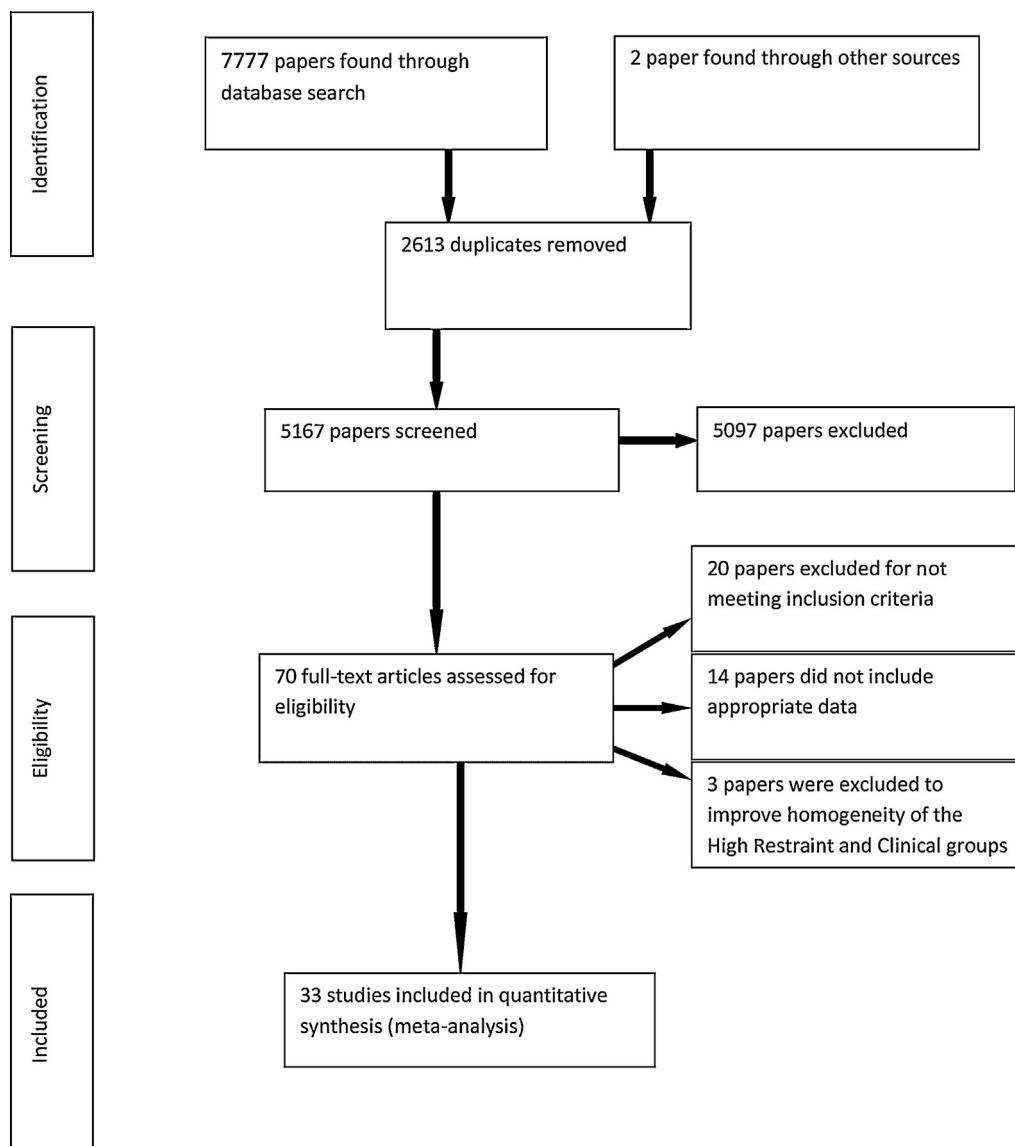 Identification
7777 papers found through
database search
2 paper found through other sources
2613 duplicates removed
Screening
5167 papers screened
5097 papers excluded
Eligibility
70 full-text articles assessed for
eligibility
20 papers excluded for not
meeting inclusion criteria
14 papers did not include
appropriate data
3 papers were excluded to
improve homogeneity of the
High Restraint and Clinical groups
Included
33 studies included in quantitative
synthesis (meta-analysis)